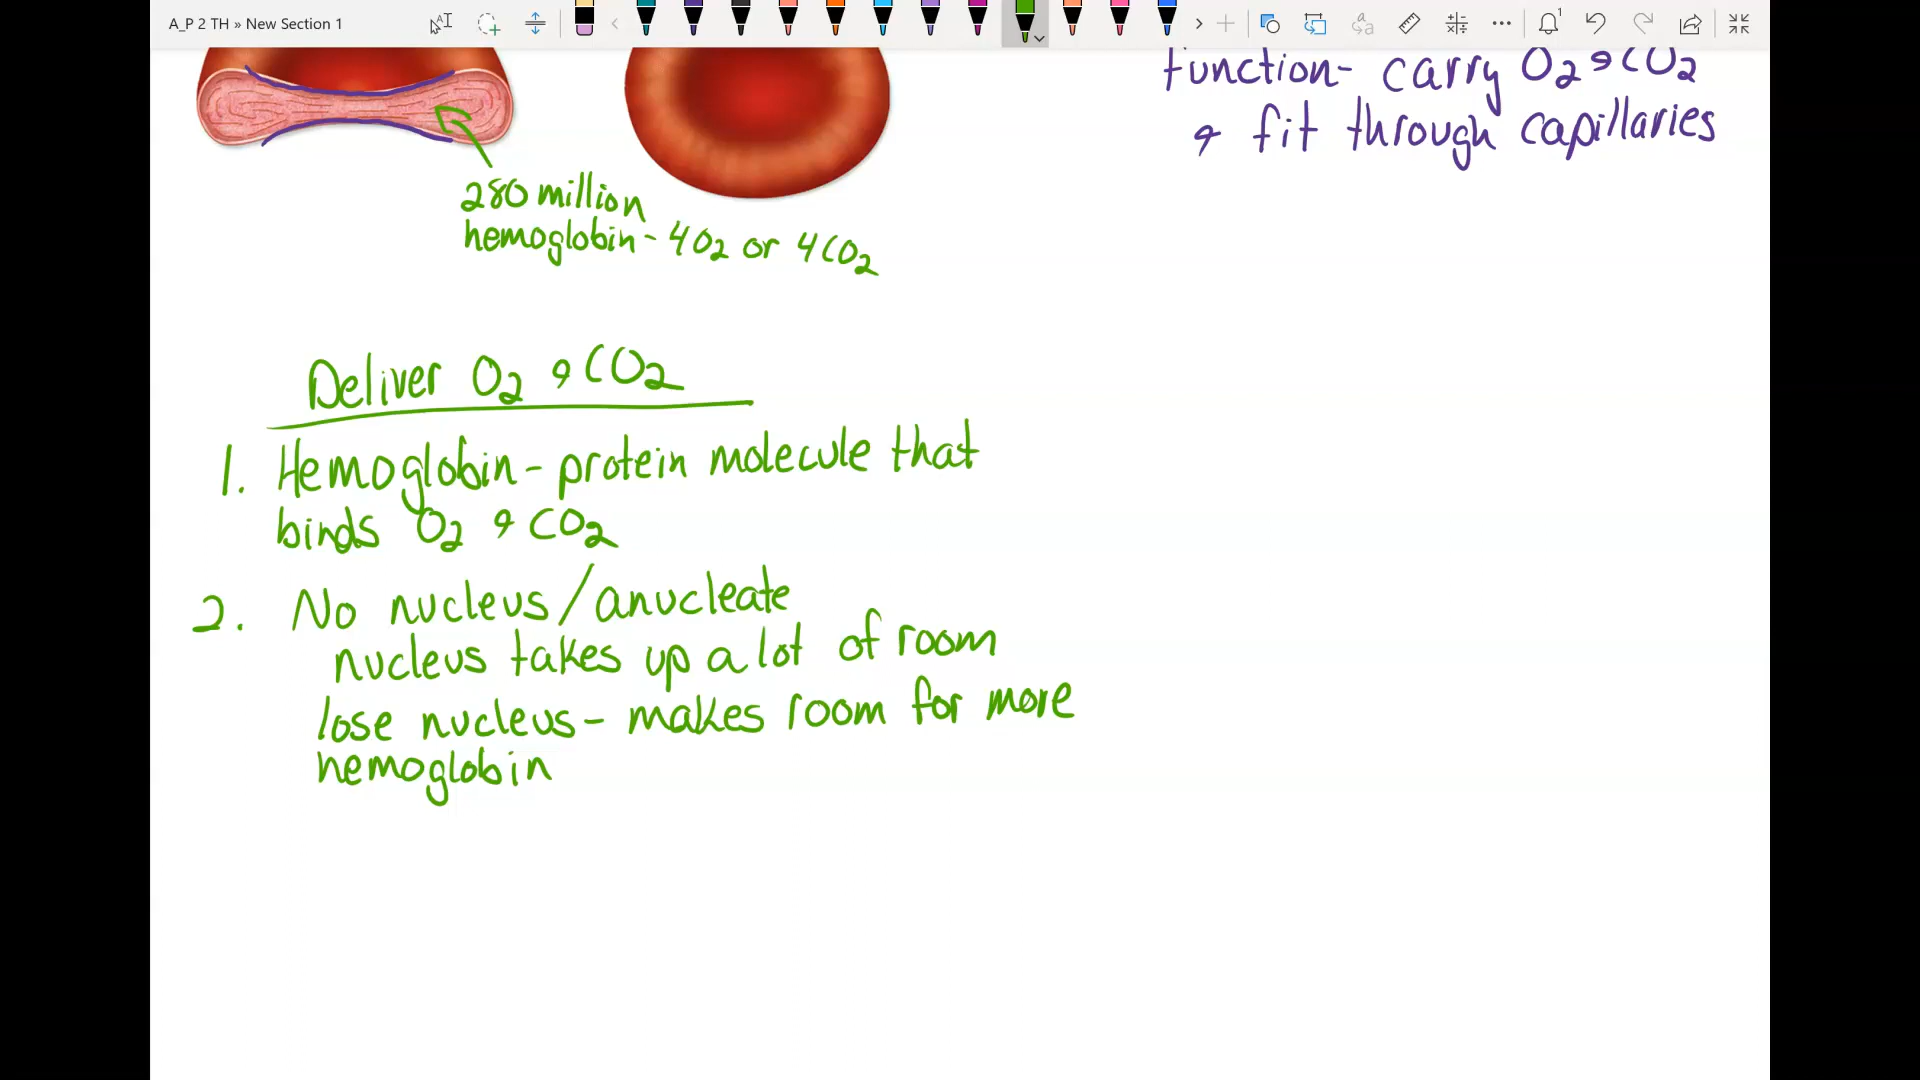 A_P 2 TH » New Section 1
function- carry O2 & CO2
& fit through capillaries
280 million
hemoglobin - 4O2 or 4CO2
Deliver O2 & CO2
1. Hemoglobin - protein molecule that
binds O2 & CO2
2. No nucleus/anucleate
nucleus takes up a lot of room
lose nucleus - makes room for more
hemoglobin